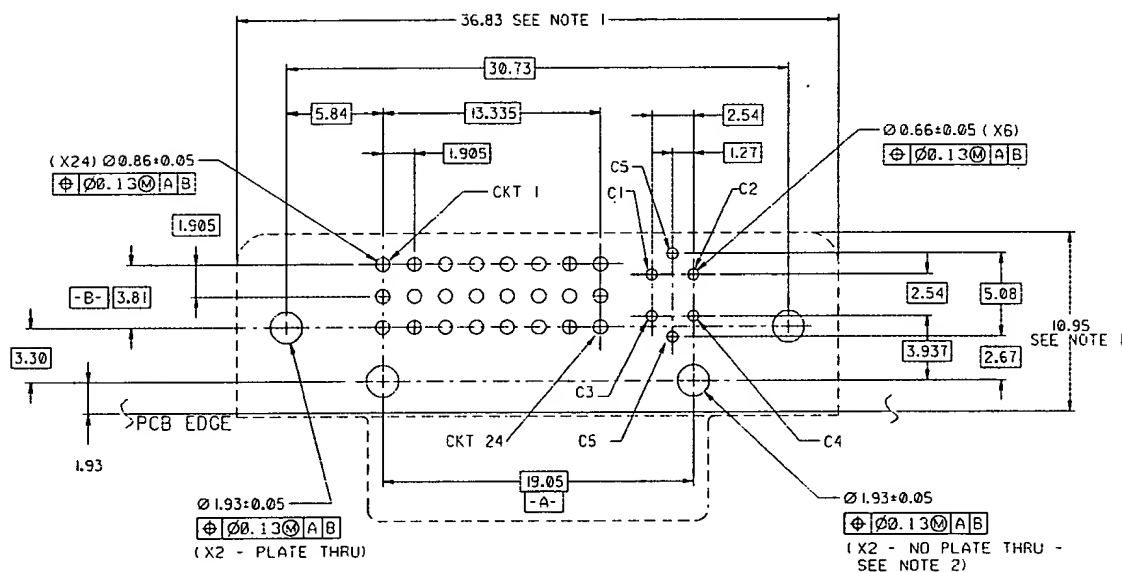 36.83 SEE NOTE 1
30.73
5.84
13.335
2.54
1.905
1.27
(X24) Ø 0.86±0.05
⌖ Ø0.13Ⓜ A B
Ø 0.66±0.05 (X6)
⌖ Ø0.13Ⓜ A B
CKT 1
C5
C1
C2
1.905
-B- 3.81
3.30
2.54
5.08
10.95
SEE NOTE 1
3.937
2.67
C3
PCB EDGE
CKT 24
C5
C4
1.93
19.05
-A-
Ø 1.93±0.05
⌖ Ø0.13Ⓜ A B
(X2 - PLATE THRU)
Ø 1.93±0.05
⌖ Ø0.13Ⓜ A B
(X2 - NO PLATE THRU -
SEE NOTE 2)